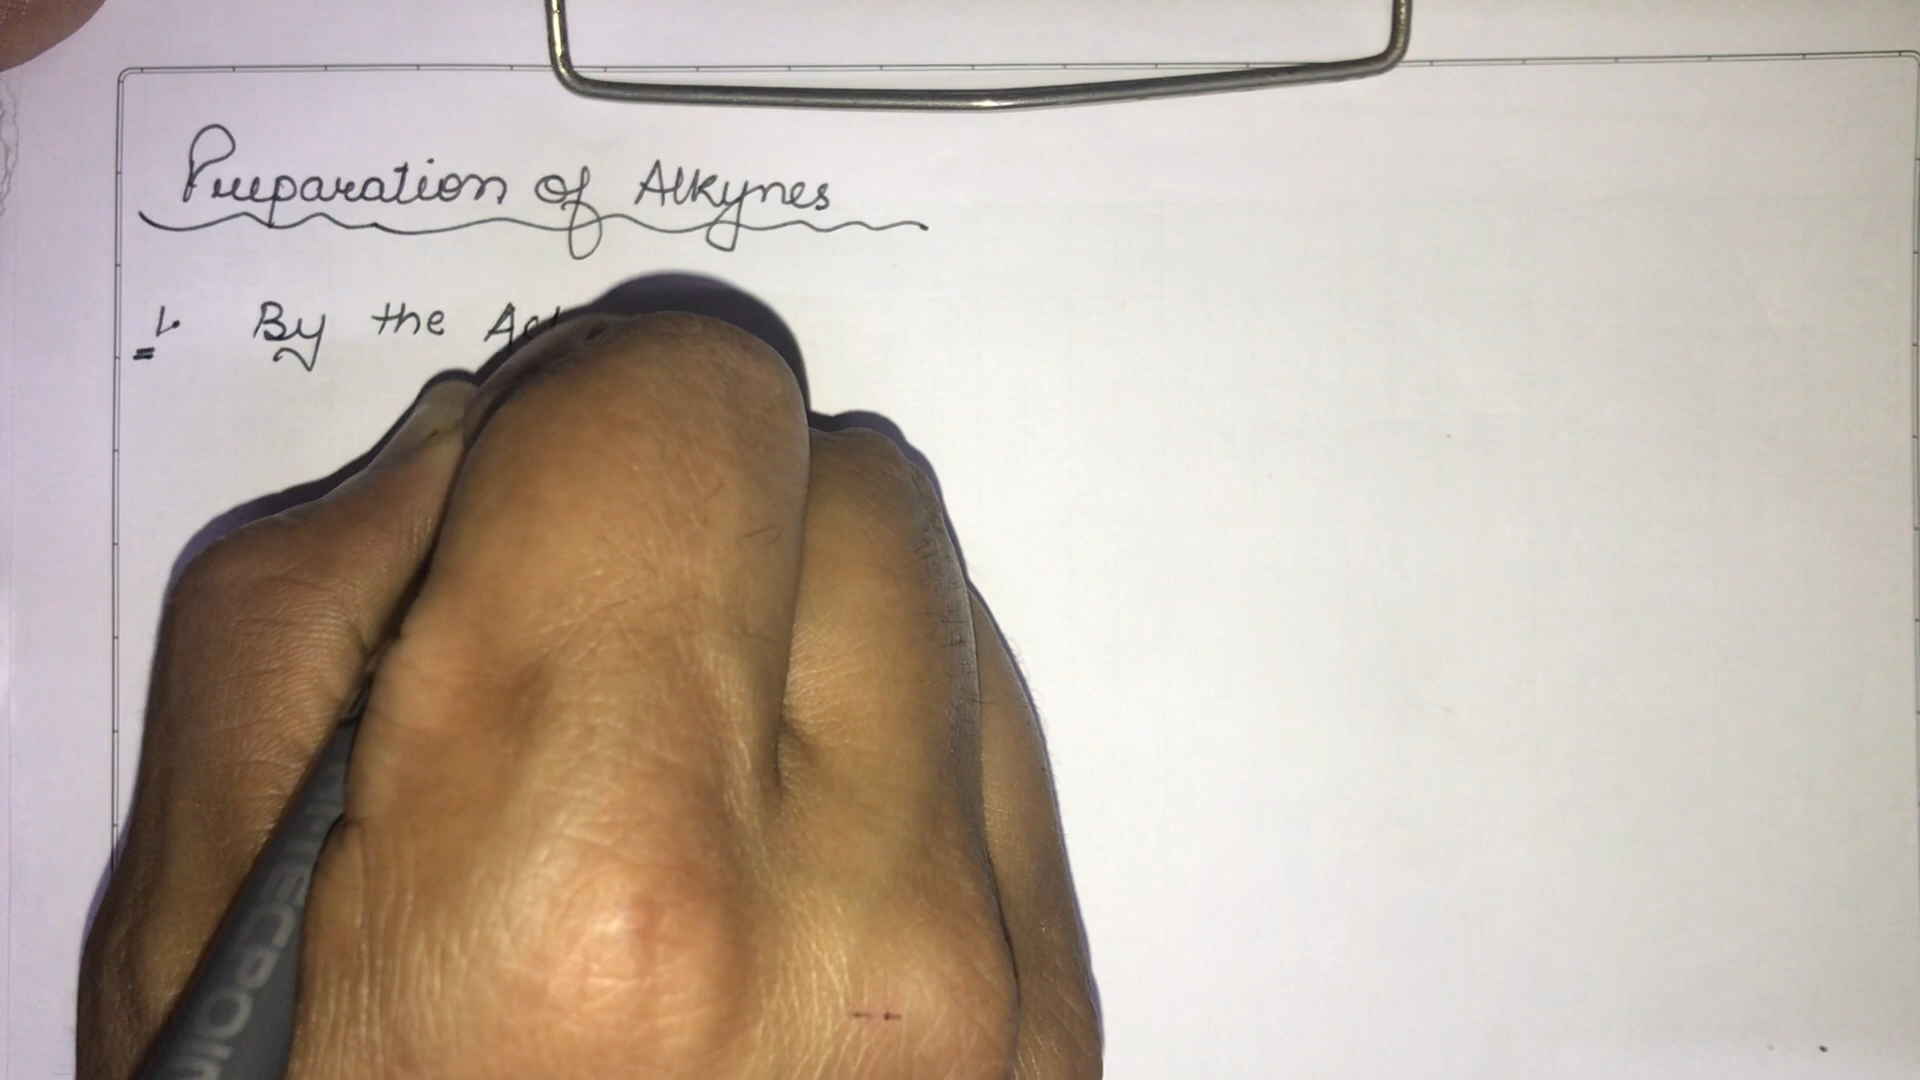 Preparation of Alkynes
1. By the